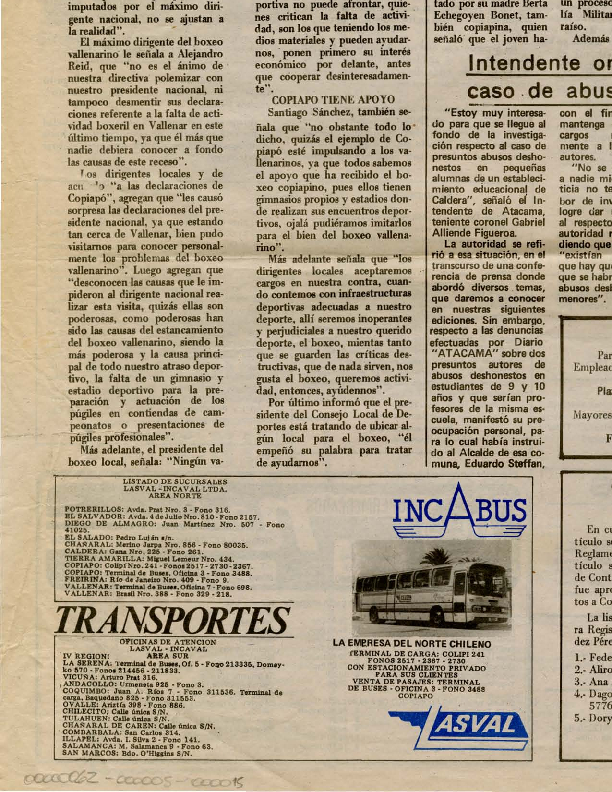 imputados por el máximo diri-
gente nacional, no se ajustan a
la realidad".
El máximo dirigente del boxeo
vallenarino le señala a Alejandro
Reid, que "no es el ánimo de
nuestra directiva polemizar con
nuestro presidente nacional, ni
tampoco desmentir sus declara-
ciones referente a la falta de acti-
vidad boxeril en Vallenar en este
último tiempo, ya que él más que
nadie debiera conocer a fondo
las causas de este receso".
Los dirigentes locales y de
"a las declaraciones de
Copiapó", agregan que "les causó
sorpresa las declaraciones del pre-
sidente nacional, ya que estando
tan cerca de Vallenar, bien pudo
visitarnos para conocer personal-
mente los problemas del boxeo
vallenarino". Luego agregan que
"desconocen las causas que le im-
pidieron al dirigente nacional rea-
lizar esta visita, quizás ellas son
poderosas, como poderosas han
sido las causas del estancamiento
del boxeo vallenarino, siendo la
más poderosa y la causa princi-
pal de todo nuestro atraso depor-
tivo, la falta de un gimnasio y
estadio deportivo para la pre-
paración y actuación de los
púgiles en contiendas de cam-
peonatos o presentaciones de
púgiles profesionales".
Más adelante, el presidente del
boxeo local, señala: "Ningún va-
portiva no puede afrontar, quie-
nes critican la falta de activi-
dad, son los que teniendo los me-
dios materiales y pueden ayudar-
nos, ponen primero su interés
económico por delante, antes
que cooperar desinteresadamen-
te".
COPIAPO TIENE APOYO
Santiago Sánchez, también se-
ñala que "no obstante todo lo
dicho, quizás el ejemplo de Co-
piapó esté impulsando a los va-
llenarinos, ya que todos sabemos
el apoyo que ha recibido el bo-
xeo copiapino, pues ellos tienen
gimnasios propios y estadios don-
de realizan sus encuentros depor-
tivos, ojalá pudiéramos imitarlos
para el bien del boxeo vallena-
rino".
Más adelante señala que "los
dirigentes locales aceptaremos
cargos en nuestra contra, cuan-
do contemos con infraestructuras
deportivas adecuadas a nuestro
deporte, allí seremos inoperantes
y perjudiciales a nuestro querido
deporte, el boxeo, mientas tanto
que se guarden las críticas des-
tructivas, que de nada sirven, nos
gusta el boxeo, queremos activi-
dad, entonces, ayúdennos".
Por último informó que el pre-
sidente del Consejo Local de De-
portes está tratando de ubicar al-
gún local para el boxeo, "él
empeñó su palabra para tratar
de ayudarnos".
tado por su madre Berta
Echegoyen Bonet, tam-
bién copiapina, quien
señaló que el joven ha-
un proceso
lía Militar
raíso.
Además
Intendente or
caso de abus
"Estoy muy interesa-
do para que se llegue al
fondo de la investiga-
ción respecto al caso de
presuntos abusos desho-
nestos en pequeñas
alumnas de un estableci-
miento educacional de
Caldera", señaló el In-
tendente de Atacama,
teniente coronel Gabriel
Alliende Figueroa.
La autoridad se refi-
rió a esa situación, en el
transcurso de una confe-
rencia de prensa donde
abordó diversos temas,
que daremos a conocer
en nuestras siguientes
ediciones. Sin embargo,
respecto a las denuncias
efectuadas por Diario
"ATACAMA" sobre dos
presuntos autores de
abusos deshonestos en
estudiantes de 9 y 10
años y que serían pro-
fesores de la misma es-
cuela, manifestó su pre-
ocupación personal, pa-
ra lo cual había instrui-
do al Alcalde de esa co-
muna, Eduardo Steffan,
con el fin
mantenga
cargos
mente a l
autores.
"No se
a nadie mi
ticia no te
bor de inv
logre dar
al respecto
autoridad r
diendo que
"existían
que hay qu
que se habr
abusos desh
menores".
Par
Empleac
Pla
Mayores
F
LISTADO DE SUCURSALES
LASVAL - INCAVAL LTDA.
AREA NORTE
POTRERILLOS: Avda. Prat Nro. 3 - Fono 316.
EL SALVADOR: Avda. 4 de Julio Nro. 810 - Fono 2157.
DIEGO DE ALMAGRO: Juan Martínez Nro. 507 - Fono
41025.
EL SALADO: Pedro Luján s/n.
CHAÑARAL: Merino Jarpa Nro. 856 - Fono 80035.
CALDERA: Gana Nro. 225 - Fono 261.
TIERRA AMARILLA: Miguel Lemeur Nro. 434.
COPIAPO: Colipí Nro. 241 - Fonos 2517 - 2730 - 2367.
COPIAPO: Terminal de Buses, Oficina 3 - Fono 3488.
FREIRINA: Río de Janeiro Nro. 409 - Fono 9.
VALLENAR: Terminal de Buses, Oficina 7 - Fono 698.
VALLENAR: Brasil Nro. 388 - Fono 329 - 218.
TRANSPORTES
OFICINAS DE ATENCION
LASVAL - INCAVAL
IV REGION: AREA SUR
LA SERENA: Terminal de Buses, Of. 5 - Fono 213335, Domey-
ko 570 - Fonos 214456 - 211833.
VICUÑA: Arturo Prat 316.
ANDACOLLO: Urmeneta 925 - Fono 3.
COQUIMBO: Juan A. Ríos 7 - Fono 311536. Terminal de
carga, Baquedano 825 - 311553.
OVALLE: Ariztía 398 - Fono 886.
CHILECITO: Calle única S/N.
TULAHUEN: Calle única S/N.
CHAÑARAL DE CAREN: Calle única S/N.
COMBARBALA: San Carlos 214.
ILLAPEL: Avda. I. Silva 2 - Fono 141.
SALAMANCA: M. Salamanca 9 - Fono 63.
SAN MARCOS: Bdo. O'Higgins S/N.
INCABUS
LA EMPRESA DEL NORTE CHILENO
TERMINAL DE CARGA: COLIPI 241
FONOS 2517 - 2367 - 2730
CON ESTACIONAMIENTO PRIVADO
PARA SUS CLIENTES
VENTA DE PASAJES: TERMINAL
DE BUSES - OFICINA 3 - FONO 3488
COPIAPO
LASVAL
En cu
tículo se
Reglame
tículo s
de Cont
fue apro
tos a Co
La lis
ra Regis
dez Pére
1.- Fede
2.- Aliro
3.- Ana
4.- Dago
5776
5.- Dory